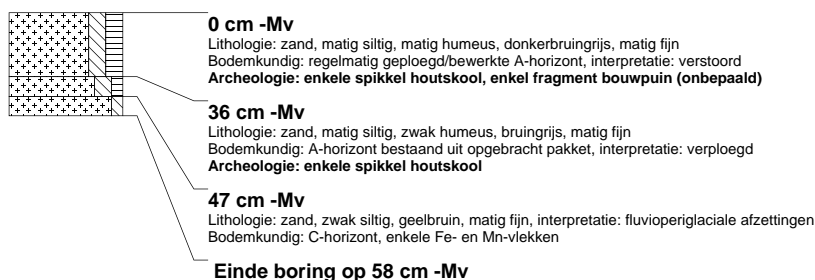 0 cm -Mv
Lithologie: zand, matig siltig, matig humeus, donkerbruingrijs, matig fijn
Bodemkundig: regelmatig geploegd/bewerkte A-horizont, interpretatie: verstoord
Archeologie: enkele spikkel houtskool, enkel fragment bouwpuin (onbepaald)
36 cm -Mv
Lithologie: zand, matig siltig, zwak humeus, bruingrijs, matig fijn
Bodemkundig: A-horizont bestaand uit opgebracht pakket, interpretatie: verploegd
Archeologie: enkele spikkel houtskool
47 cm -Mv
Lithologie: zand, zwak siltig, geelbruin, matig fijn, interpretatie: fluvioperiglaciale afzettingen
Bodemkundig: C-horizont, enkele Fe- en Mn-vlekken
Einde boring op 58 cm -Mv